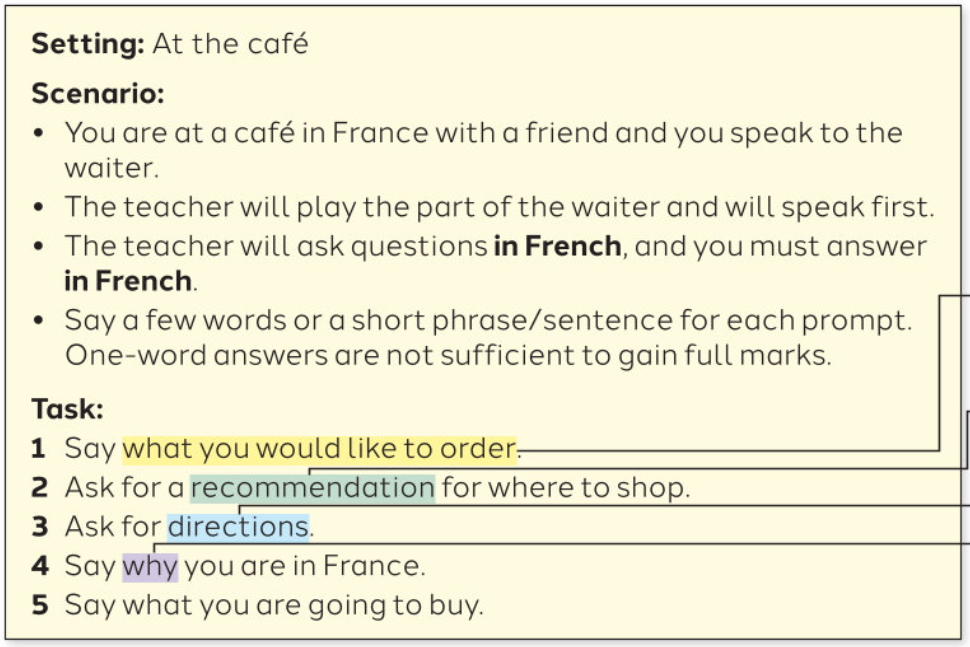 Setting: At the café
Scenario:
• You are at a café in France with a friend and you speak to the
waiter.
• The teacher will play the part of the waiter and will speak first.
• The teacher will ask questions in French, and you must answer
in French.
• Say a few words or a short phrase/sentence for each prompt.
One-word answers are not sufficient to gain full marks.
Task:
1 Say what you would like to order.
2 Ask for a recommendation for where to shop.
3 Ask for directions.
4 Say why you are in France.
5 Say what you are going to buy.